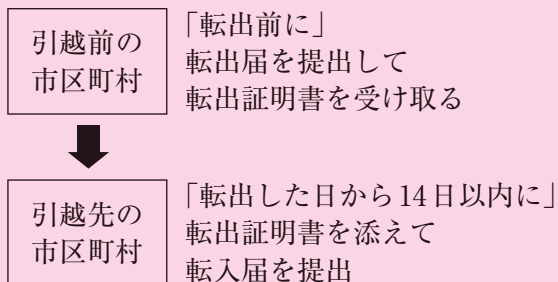 引越前の
市区町村
「転出前に」
転出届を提出して
転出証明書を受け取る
引越先の
市区町村
「転出した日から14日以内に」
転出証明書を添えて
転入届を提出